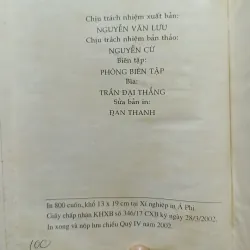 Chịu trách nhiệm xuất bản:
NGUYỄN VĂN LƯU
Chịu trách nhiệm bản thảo:
NGUYỄN CỪ
Biên tập:
PHÒNG BIÊN TẬP
Bìa:
TRẦN ĐẠI THẮNG
Sửa bản in:
ĐAN THANH
In 800 cuốn, khổ 13 x 19 cm tại Xí nghiệp in Á Phi.
Giấy chấp nhận KHXB số 346/17 CXB ký ngày 28/3/2002.
In xong và nộp lưu chiểu Quý IV năm 2002.
100